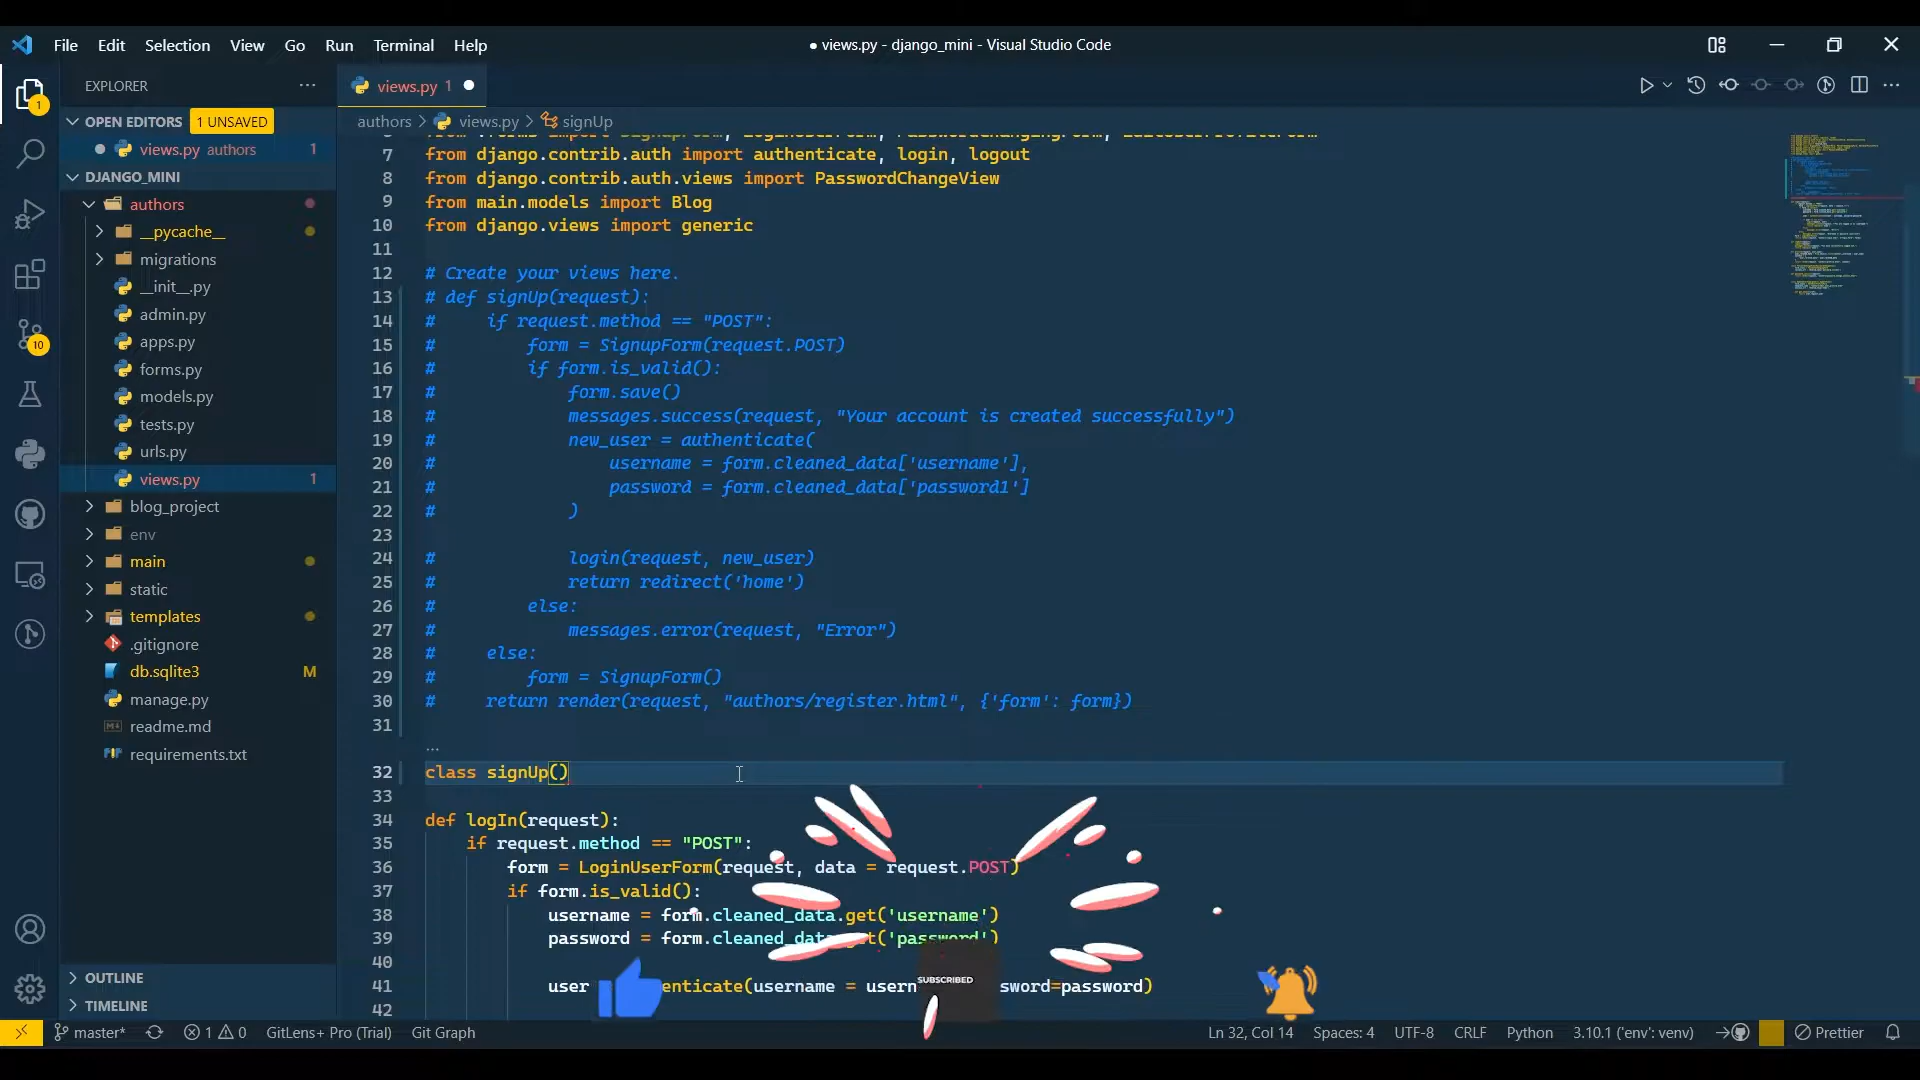 File Edit Selection View Go Run Terminal Help
● views.py - django_mini - Visual Studio Code
EXPLORER
OPEN EDITORS 1 UNSAVED
views.py authors 1
DJANGO_MINI
authors
__pycache__
migrations
__init__.py
admin.py
apps.py
forms.py
models.py
tests.py
urls.py
views.py 1
blog_project
env
main
static
templates
.gitignore
db.sqlite3 M
manage.py
readme.md
requirements.txt
OUTLINE
TIMELINE
1
10
views.py 1
authors > views.py > signUp
7 from django.contrib.auth import authenticate, login, logout
8 from django.contrib.auth.views import PasswordChangeView
9 from main.models import Blog
10 from django.views import generic
11
12 # Create your views here.
13 # def signUp(request):
14 #     if request.method == "POST":
15 #         form = SignupForm(request.POST)
16 #         if form.is_valid():
17 #             form.save()
18 #             messages.success(request, "Your account is created successfully")
19 #             new_user = authenticate(
20 #                 username = form.cleaned_data['username'],
21 #                 password = form.cleaned_data['password1']
22 #             )
23
24 #             login(request, new_user)
25 #             return redirect('home')
26 #         else:
27 #             messages.error(request, "Error")
28 #     else:
29 #         form = SignupForm()
30 #     return render(request, "authors/register.html", {'form': form})
31
...
32 class signUp()
33
34 def logIn(request):
35     if request.method == "POST":
36         form = LoginUserForm(request, data = request.POST)
37         if form.is_valid():
38             username = form.cleaned_data.get('username')
39             password = form.cleaned_data.get('password')
40
41             user enticate(username = usern sword=password)
42
SUBSCRIBED
master* 1 0 GitLens+ Pro (Trial) Git Graph Ln 32, Col 14 Spaces: 4 UTF-8 CRLF Python 3.10.1 ('env': venv) Prettier